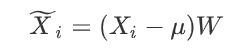 X̃ᵢ = (Xᵢ − μ)W